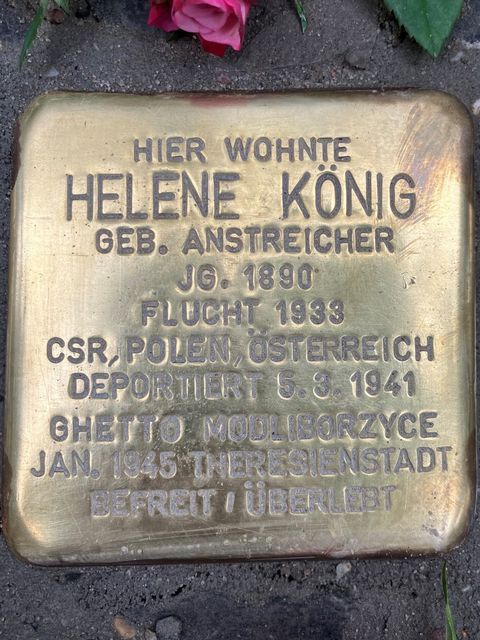 HIER WOHNTE
HELENE KÖNIG
GEB. ANSTREICHER
JG. 1890
FLUCHT 1933
CSR, POLEN, ÖSTERREICH
DEPORTIERT 5.3.1941
GHETTO MODLIBORZYCE
JAN. 1945 THERESIENSTADT
BEFREIT / ÜBERLEBT